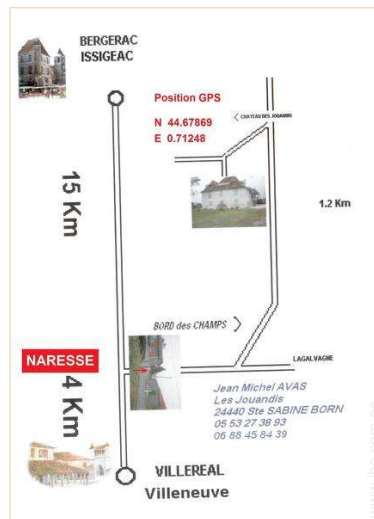 BERGERAC
ISSIGEAC
Position GPS
N 44.67869
E 0.71248
CHATEAU DES JOUANDIS
15 Km
1.2 Km
BORD des CHAMPS
NARESSE
4 Km
LAGALVAGNE
Jean Michel AVAS
Les Jouandis
24440 Ste SABINE BORN
05 53 27 38 93
06 88 45 84 39
VILLEREAL
Villeneuve